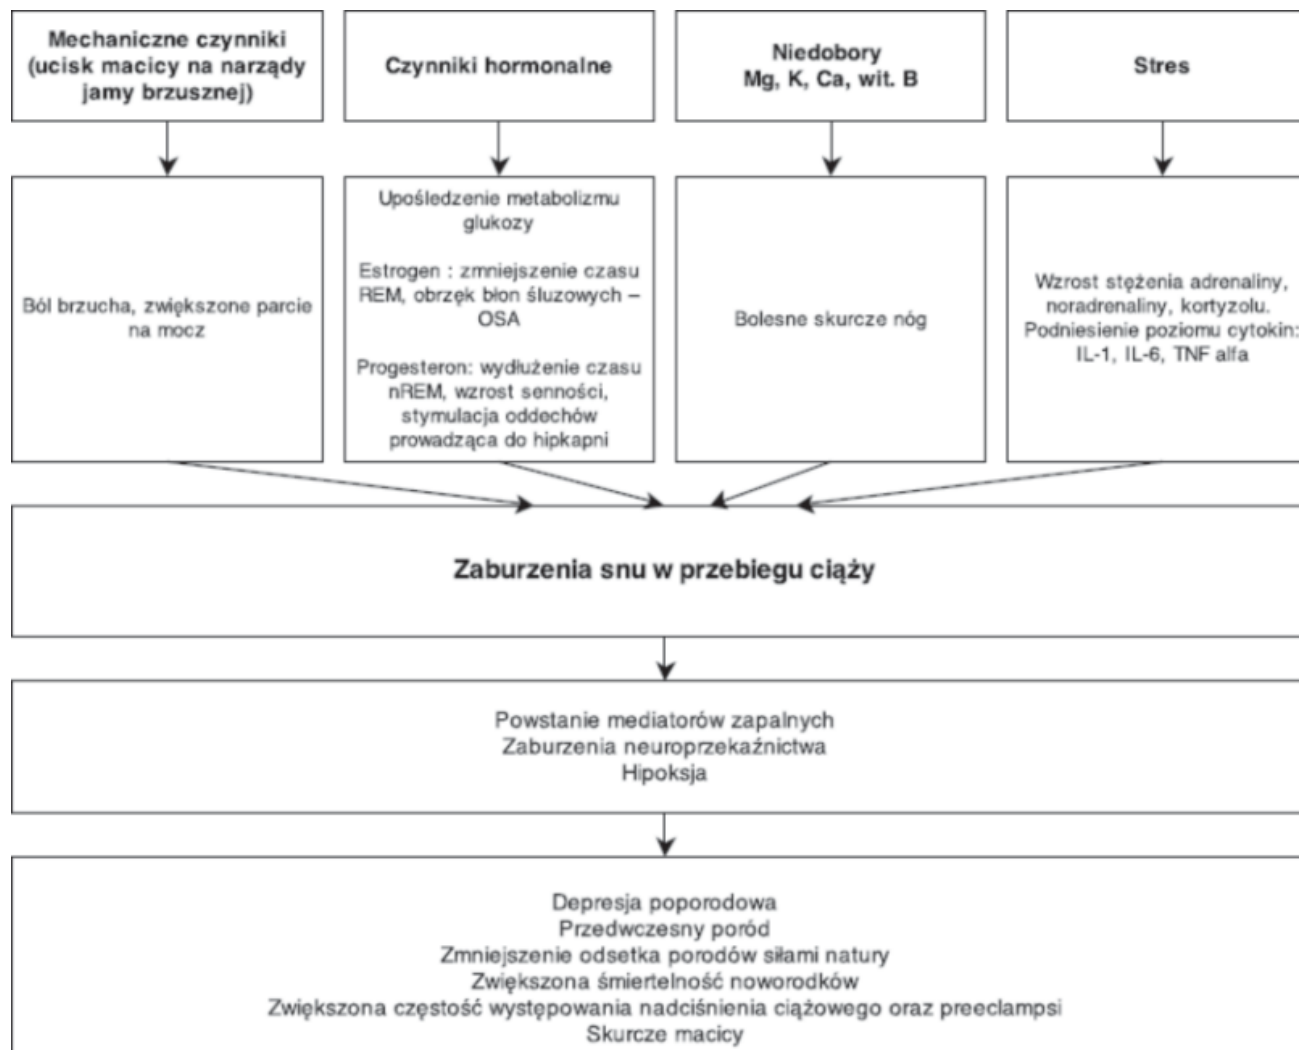 Mechaniczne czynniki
(ucisk macicy na narządy
jamy brzusznej)
Czynniki hormonalne
Niedobory
Mg, K, Ca, wit. B
Stres
Ból brzucha, zwiększone parcie
na mocz
Upośledzenie metabolizmu
glukozy
Estrogen : zmniejszenie czasu
REM, obrzęk błon śluzowych –
OSA
Progesteron: wydłużenie czasu
nREM, wzrost senności,
stymulacja oddechów
prowadząca do hipkapni
Bolesne skurcze nóg
Wzrost stężenia adrenaliny,
noradrenaliny, kortyzolu.
Podniesienie poziomu cytokin:
IL-1, IL-6, TNF alfa
Zaburzenia snu w przebiegu ciąży
Powstanie mediatorów zapalnych
Zaburzenia neuroprzekaźnictwa
Hipoksja
Depresja poporodowa
Przedwczesny poród
Zmniejszenie odsetka porodów siłami natury
Zwiększona śmiertelność noworodków
Zwiększona częstość występowania nadciśnienia ciążowego oraz preeclampsi
Skurcze macicy